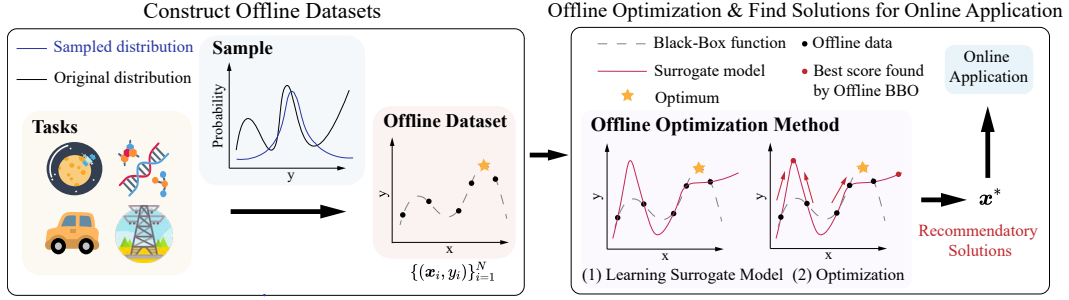 Construct Offline Datasets
Sampled distribution
Original distribution
Sample
Probability
y
Tasks
Offline Dataset
y
x
{(x_i, y_i)}_{i=1}^N
Offline Optimization & Find Solutions for Online Application
Black-Box function
Surrogate model
Optimum
Offline data
Best score found
by Offline BBO
Online
Application
Offline Optimization Method
y
x
y
x
(1) Learning Surrogate Model
(2) Optimization
x*
Recommendatory
Solutions